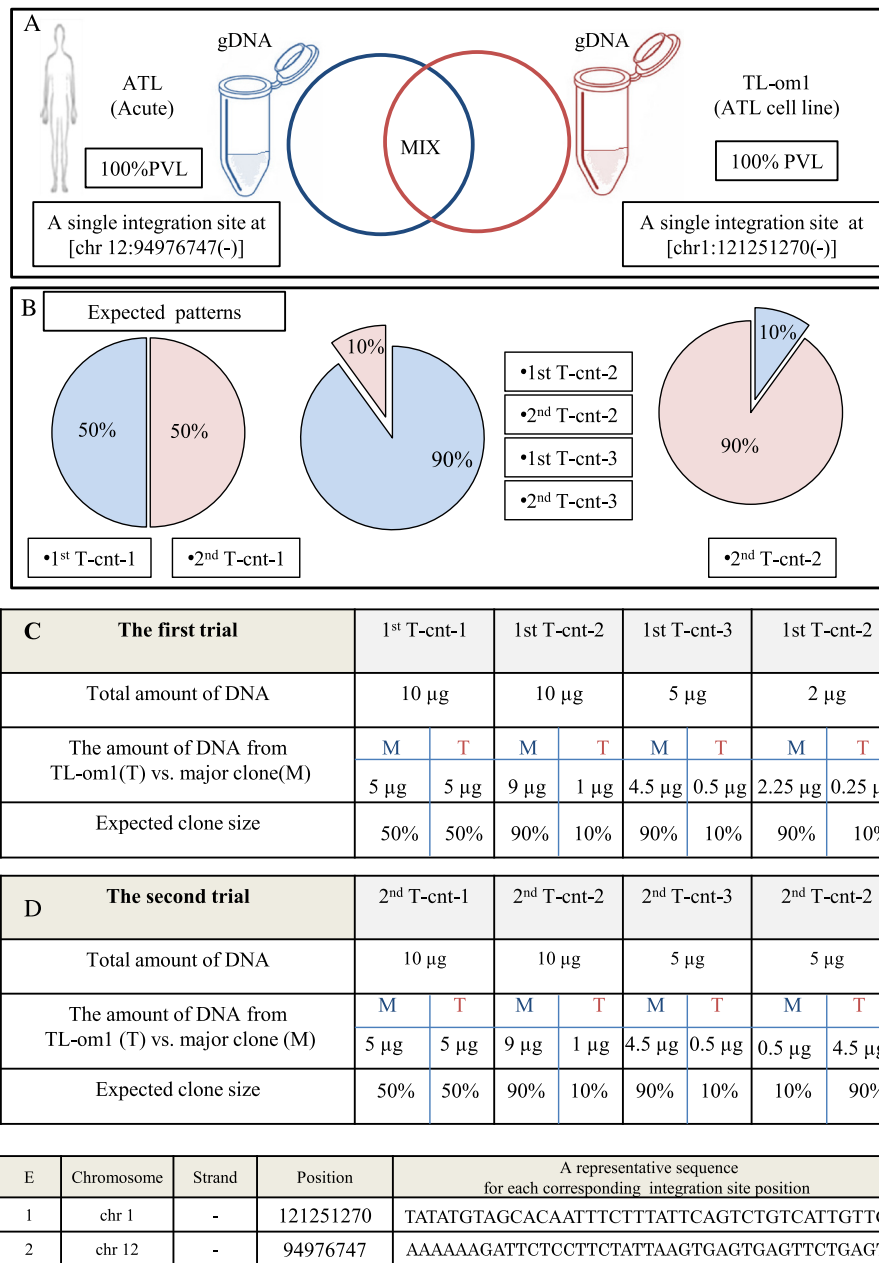 A
gDNA
gDNA
ATL
(Acute)
TL-om1
(ATL cell line)
MIX
100%PVL
100% PVL
A single integration site at
[chr 12:94976747(-)]
A single integration site at
[chr1:121251270(-)]
B
Expected patterns
50%
50%
10%
90%
10%
90%
•1st T-cnt-2
•2nd T-cnt-2
•1st T-cnt-3
•2nd T-cnt-3
•1st T-cnt-1
•2nd T-cnt-1
•2nd T-cnt-2
C The first trial 1st T-cnt-1 1st T-cnt-2 1st T-cnt-3 1st T-cnt-2
Total amount of DNA 10 µg 10 µg 5 µg 2 µg
The amount of DNA from
TL-om1(T) vs. major clone(M)
M T M T M T M T
5 µg 5 µg 9 µg 1 µg 4.5 µg 0.5 µg 2.25 µg 0.25
Expected clone size 50% 50% 90% 10% 90% 10% 90% 10%
D The second trial 2nd T-cnt-1 2nd T-cnt-2 2nd T-cnt-3 2nd T-cnt-2
Total amount of DNA 10 µg 10 µg 5 µg 5 µg
The amount of DNA from
TL-om1 (T) vs. major clone (M)
M T M T M T M T
5 µg 5 µg 9 µg 1 µg 4.5 µg 0.5 µg 0.5 µg 4.5 µg
Expected clone size 50% 50% 90% 10% 90% 10% 10% 90%
E Chromosome Strand Position A representative sequence
for each corresponding integration site position
1 chr 1 - 121251270 TATATGTAGCACAATTTCTTTATTCAGTCTGTCATTGTTG
2 chr 12 - 94976747 AAAAAAGATTCTCCTTCTATTAAGTGAGTGAGTTCTGAGT